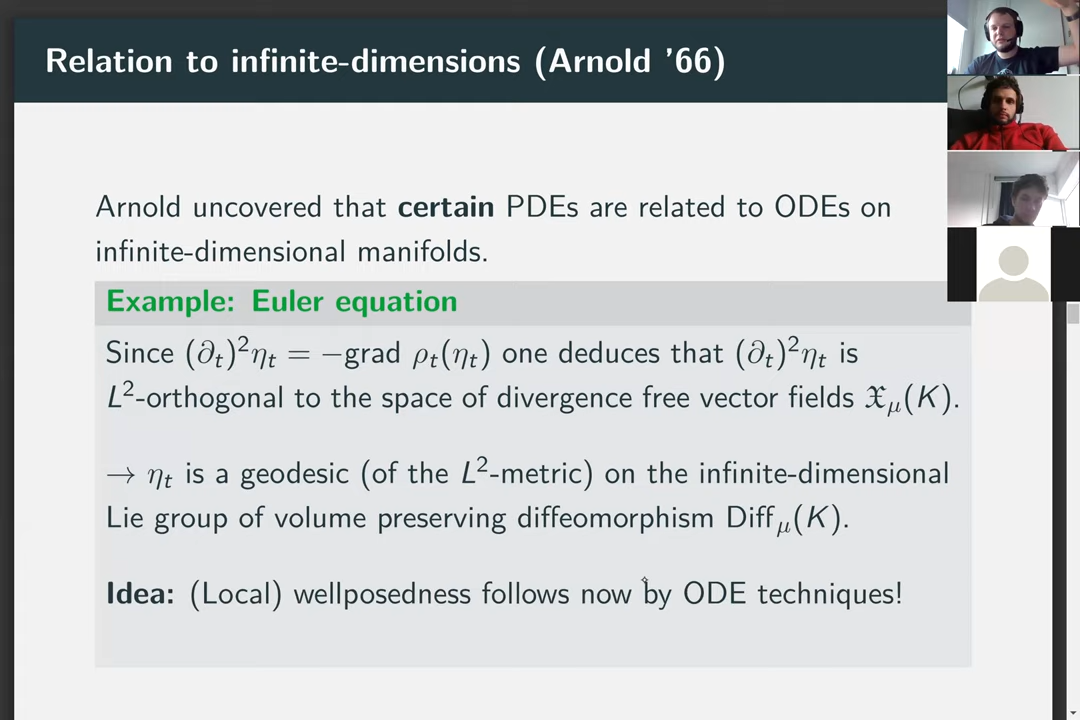 Relation to infinite-dimensions (Arnold '66)
Arnold uncovered that certain PDEs are related to ODEs on
infinite-dimensional manifolds.
Example: Euler equation
Since (∂ₜ)²ηₜ = −grad ρₜ(ηₜ) one deduces that (∂ₜ)²ηₜ is
L²-orthogonal to the space of divergence free vector fields 𝔛_μ(K).
→ ηₜ is a geodesic (of the L²-metric) on the infinite-dimensional
Lie group of volume preserving diffeomorphism Diff_μ(K).
Idea: (Local) wellposedness follows now by ODE techniques!